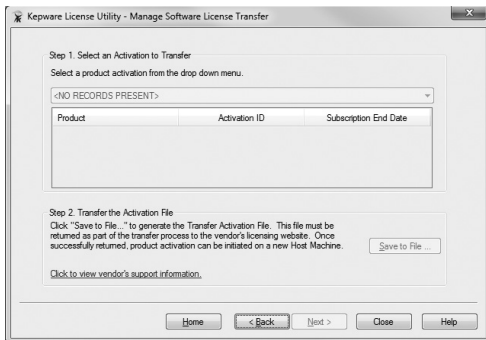 Kepware License Utility - Manage Software License Transfer
x
Step 1. Select an Activation to Transfer
Select a product activation from the drop down menu.
<NO RECORDS PRESENT>
Product Activation ID Subscription End Date
Step 2. Transfer the Activation File
Click "Save to File..." to generate the Transfer Activation File. This file must be
returned as part of the transfer process to the vendor's licensing website. Once
successfully returned, product activation can be initiated on a new Host Machine.
Save to File ...
Click to view vendor's support information.
Home < Back Next > Close Help